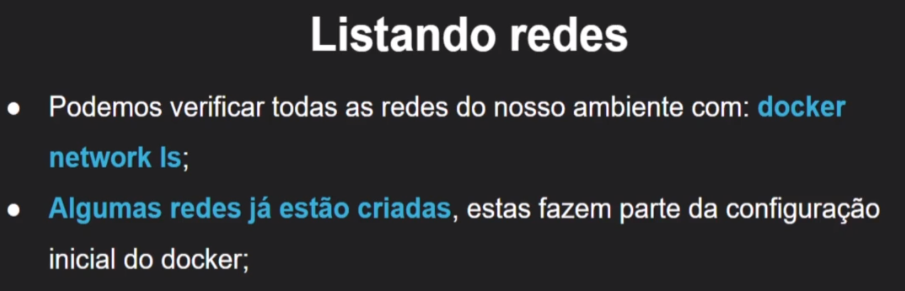 Listando redes
● Podemos verificar todas as redes do nosso ambiente com: docker
network ls;
● Algumas redes já estão criadas, estas fazem parte da configuração
inicial do docker;